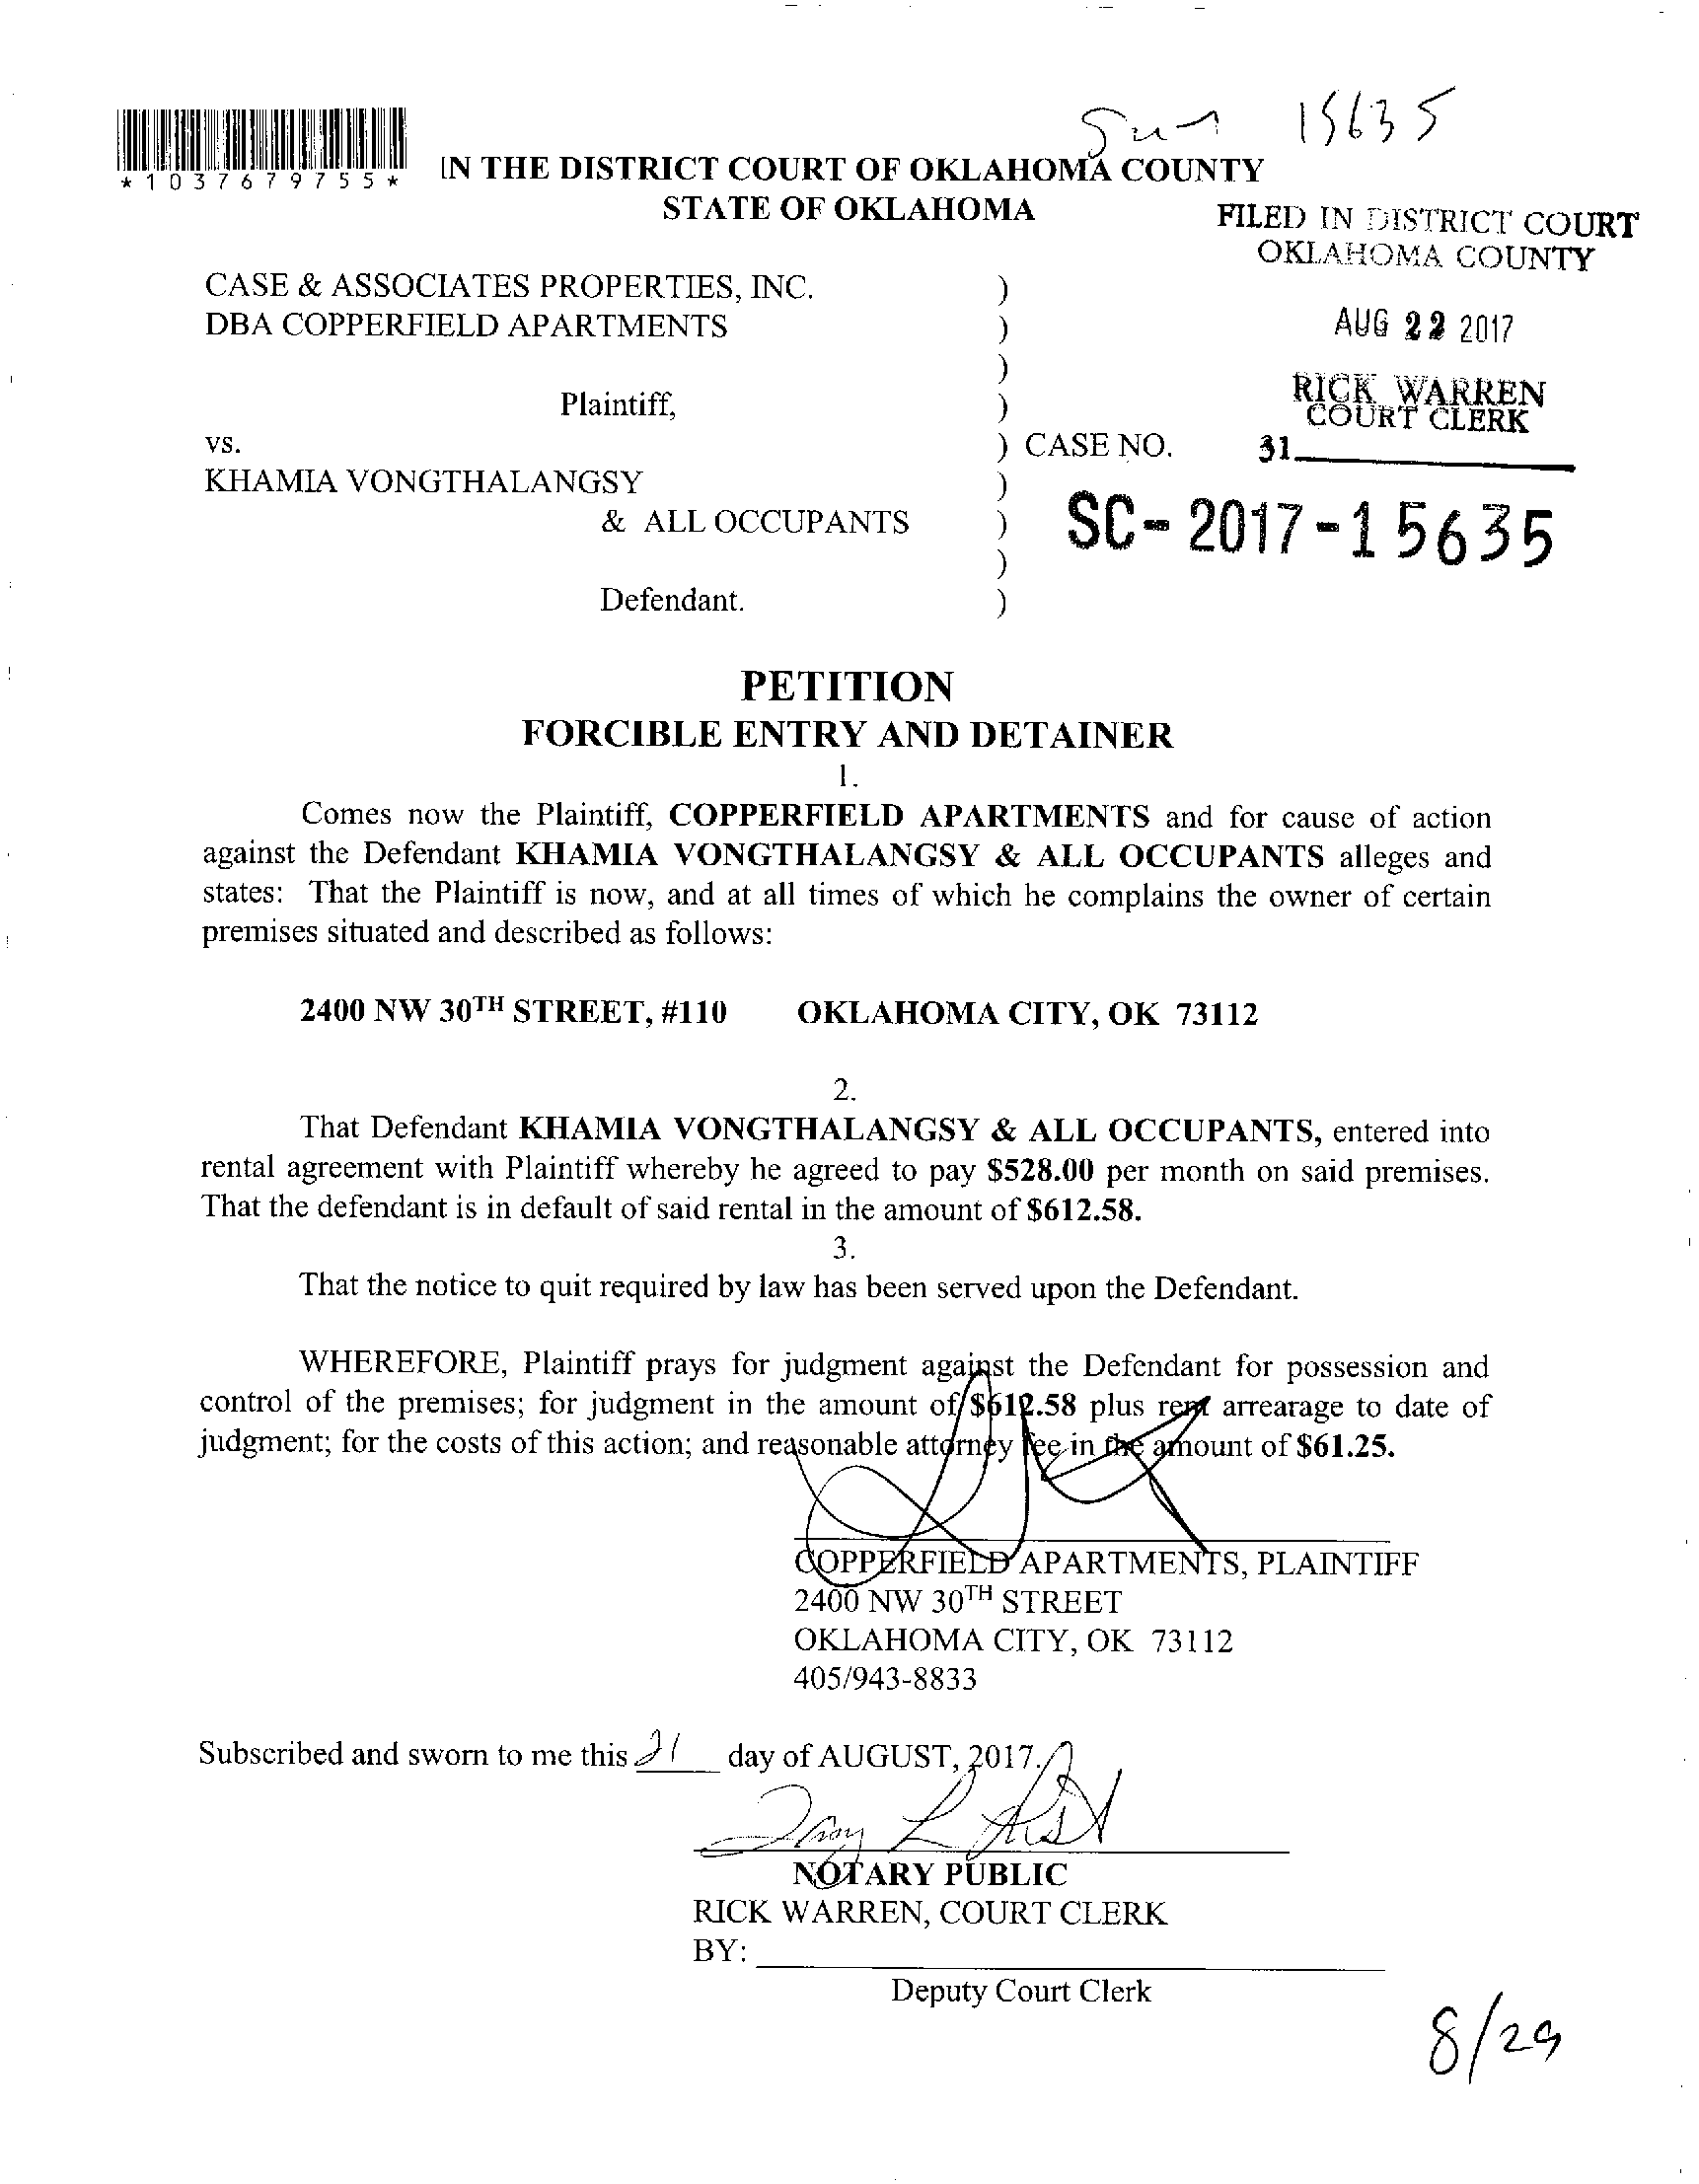 15635
*1037679755*
IN THE DISTRICT COURT OF OKLAHOMA COUNTY
STATE OF OKLAHOMA
FILED IN DISTRICT COURT
OKLAHOMA COUNTY
CASE & ASSOCIATES PROPERTIES, INC. )
DBA COPPERFIELD APARTMENTS )
AUG 22 2017
)
Plaintiff, )
RICK WARREN
COURT CLERK
vs. ) CASE NO.
31
KHAMIA VONGTHALANGSY )
& ALL OCCUPANTS )
SC-2017-15635
)
Defendant. )
PETITION
FORCIBLE ENTRY AND DETAINER
1.
Comes now the Plaintiff, COPPERFIELD APARTMENTS and for cause of action
against the Defendant KHAMIA VONGTHALANGSY & ALL OCCUPANTS alleges and
states: That the Plaintiff is now, and at all times of which he complains the owner of certain
premises situated and described as follows:
2400 NW 30TH STREET, #110 OKLAHOMA CITY, OK 73112
2.
That Defendant KHAMIA VONGTHALANGSY & ALL OCCUPANTS, entered into
rental agreement with Plaintiff whereby he agreed to pay $528.00 per month on said premises.
That the defendant is in default of said rental in the amount of $612.58.
3.
That the notice to quit required by law has been served upon the Defendant.
WHEREFORE, Plaintiff prays for judgment against the Defendant for possession and
control of the premises; for judgment in the amount of $612.58 plus rent arrearage to date of
judgment; for the costs of this action; and reasonable attorney fee in the amount of $61.25.
COPPERFIELD APARTMENTS, PLAINTIFF
2400 NW 30TH STREET
OKLAHOMA CITY, OK 73112
405/943-8833
Subscribed and sworn to me this 21 day of AUGUST, 2017.
NOTARY PUBLIC
RICK WARREN, COURT CLERK
BY:
Deputy Court Clerk
8/29